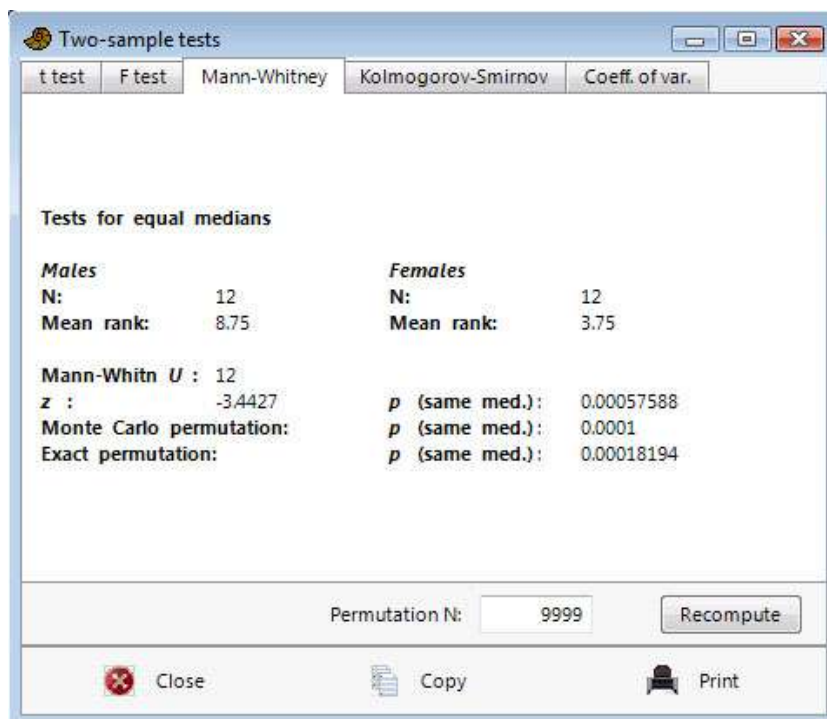 Two-sample tests
t test F test Mann-Whitney Kolmogorov-Smirnov Coeff. of var.
Tests for equal medians
Males Females
N: 12 N: 12
Mean rank: 8.75 Mean rank: 3.75
Mann-Whitn U : 12
z : -3.4427 p (same med.): 0.00057588
Monte Carlo permutation: p (same med.): 0.0001
Exact permutation: p (same med.): 0.00018194
Permutation N: 9999 Recompute
Close Copy Print